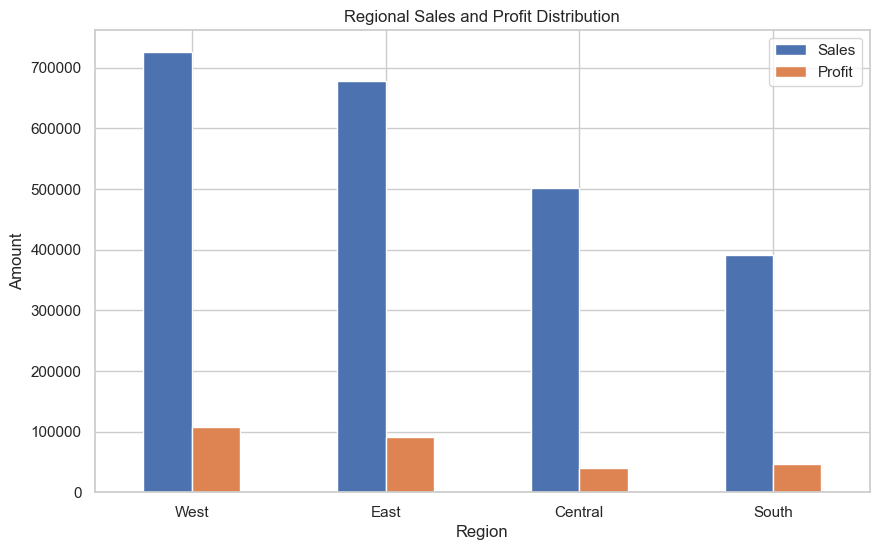 Regional Sales and Profit Distribution
Sales
Profit
700000
600000
500000
400000
300000
200000
100000
0
Amount
West East Central South
Region